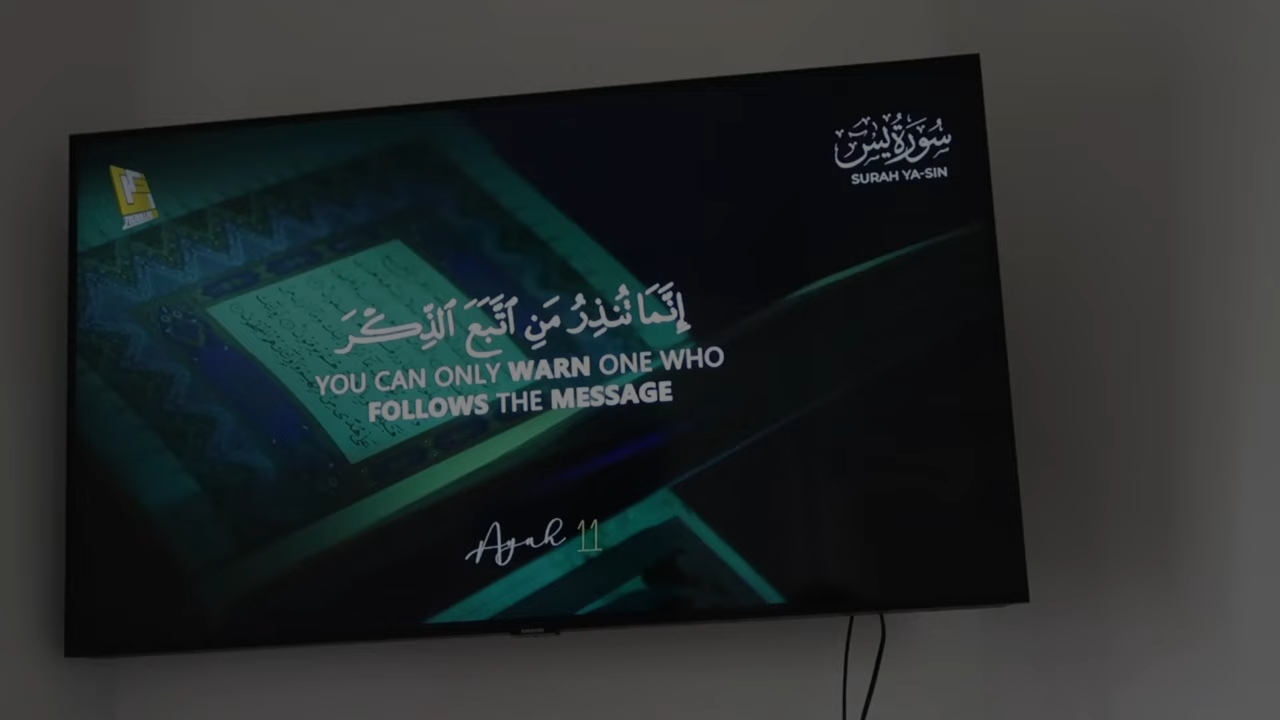 سُورَةُ يسٓ
SURAH YA-SIN
إِنَّمَا تُنذِرُ مَنِ ٱتَّبَعَ ٱلذِّكْرَ
YOU CAN ONLY WARN ONE WHO
FOLLOWS THE MESSAGE
Ayah 11